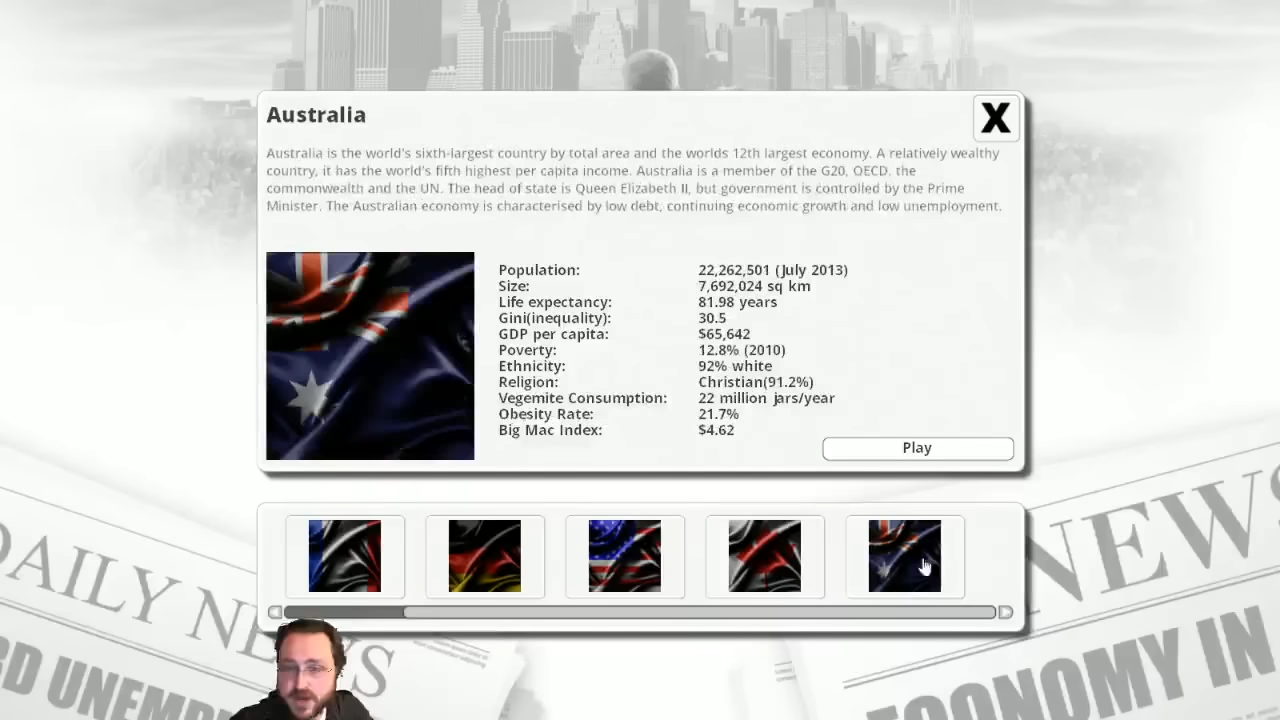 Australia
X
Australia is the world's sixth-largest country by total area and the worlds 12th largest economy. A relatively wealthy
country, it has the world's fifth highest per capita income. Australia is a member of the G20, OECD, the
commonwealth and the UN. The head of state is Queen Elizabeth II, but government is controlled by the Prime
Minister. The Australian economy is characterised by low debt, continuing economic growth and low unemployment.
Population: 22,262,501 (July 2013)
Size: 7,692,024 sq km
Life expectancy: 81.98 years
Gini(inequality): 30.5
GDP per capita: $65,642
Poverty: 12.8% (2010)
Ethnicity: 92% white
Religion: Christian(91.2%)
Vegemite Consumption: 22 million jars/year
Obesity Rate: 21.7%
Big Mac Index: $4.62
Play
DAILY NEWS
NEWS
RD UNEMP
ECONOMY IN